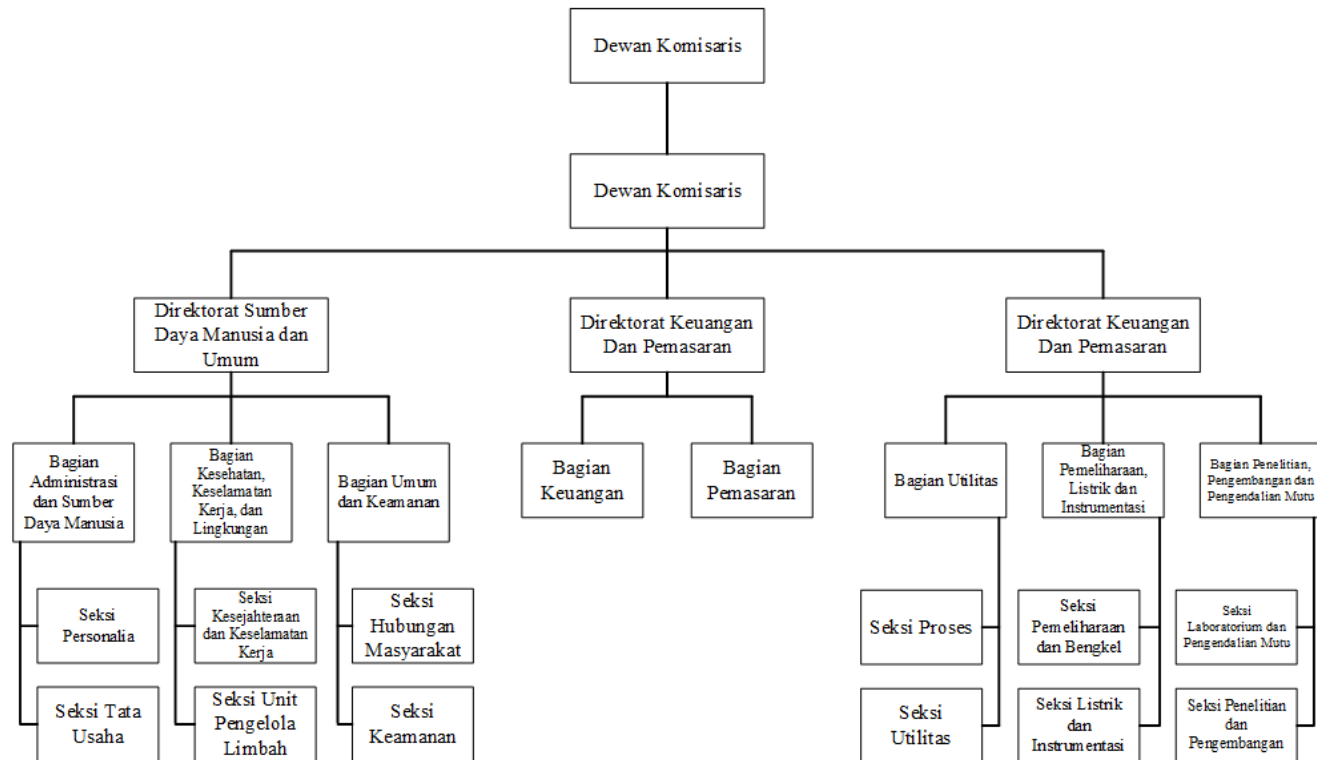 Dewan Komisaris
Dewan Komisaris
Direktorat Sumber
Daya Manusia dan
Umum
Direktorat Keuangan
Dan Pemasaran
Direktorat Keuangan
Dan Pemasaran
Bagian
Administrasi
dan Sumber
Daya Manusia
Bagian
Kesehatan,
Keselamatan
Kerja, dan
Lingkungan
Bagian Umum
dan Keamanan
Bagian
Keuangan
Bagian
Pemasaran
Bagian Utilitas
Bagian
Pemeliharaan,
Listrik dan
Instrumentasi
Bagian Penelitian,
Pengembangan dan
Pengendalian Mutu
Seksi
Personalia
Seksi
Kesejahteraan
dan Keselamatan
Kerja
Seksi
Hubungan
Masyarakat
Seksi Proses
Seksi
Pemeliharaan
dan Bengkel
Seksi
Laboratorium dan
Pengendalian Mutu
Seksi Tata
Usaha
Seksi Unit
Pengelola
Limbah
Seksi
Keamanan
Seksi
Utilitas
Seksi Listrik
dan
Instrumentasi
Seksi Penelitian
dan
Pengembangan